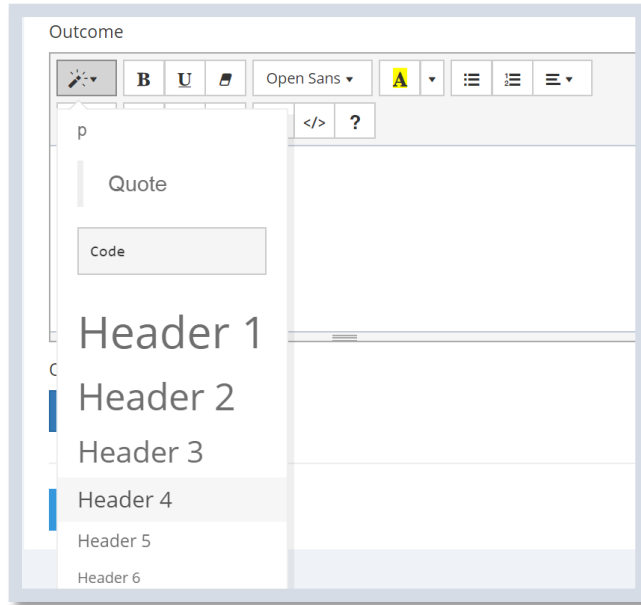 Outcome
B U Open Sans A
</> ?
p
Quote
Code
Header 1
Header 2
Header 3
Header 4
Header 5
Header 6